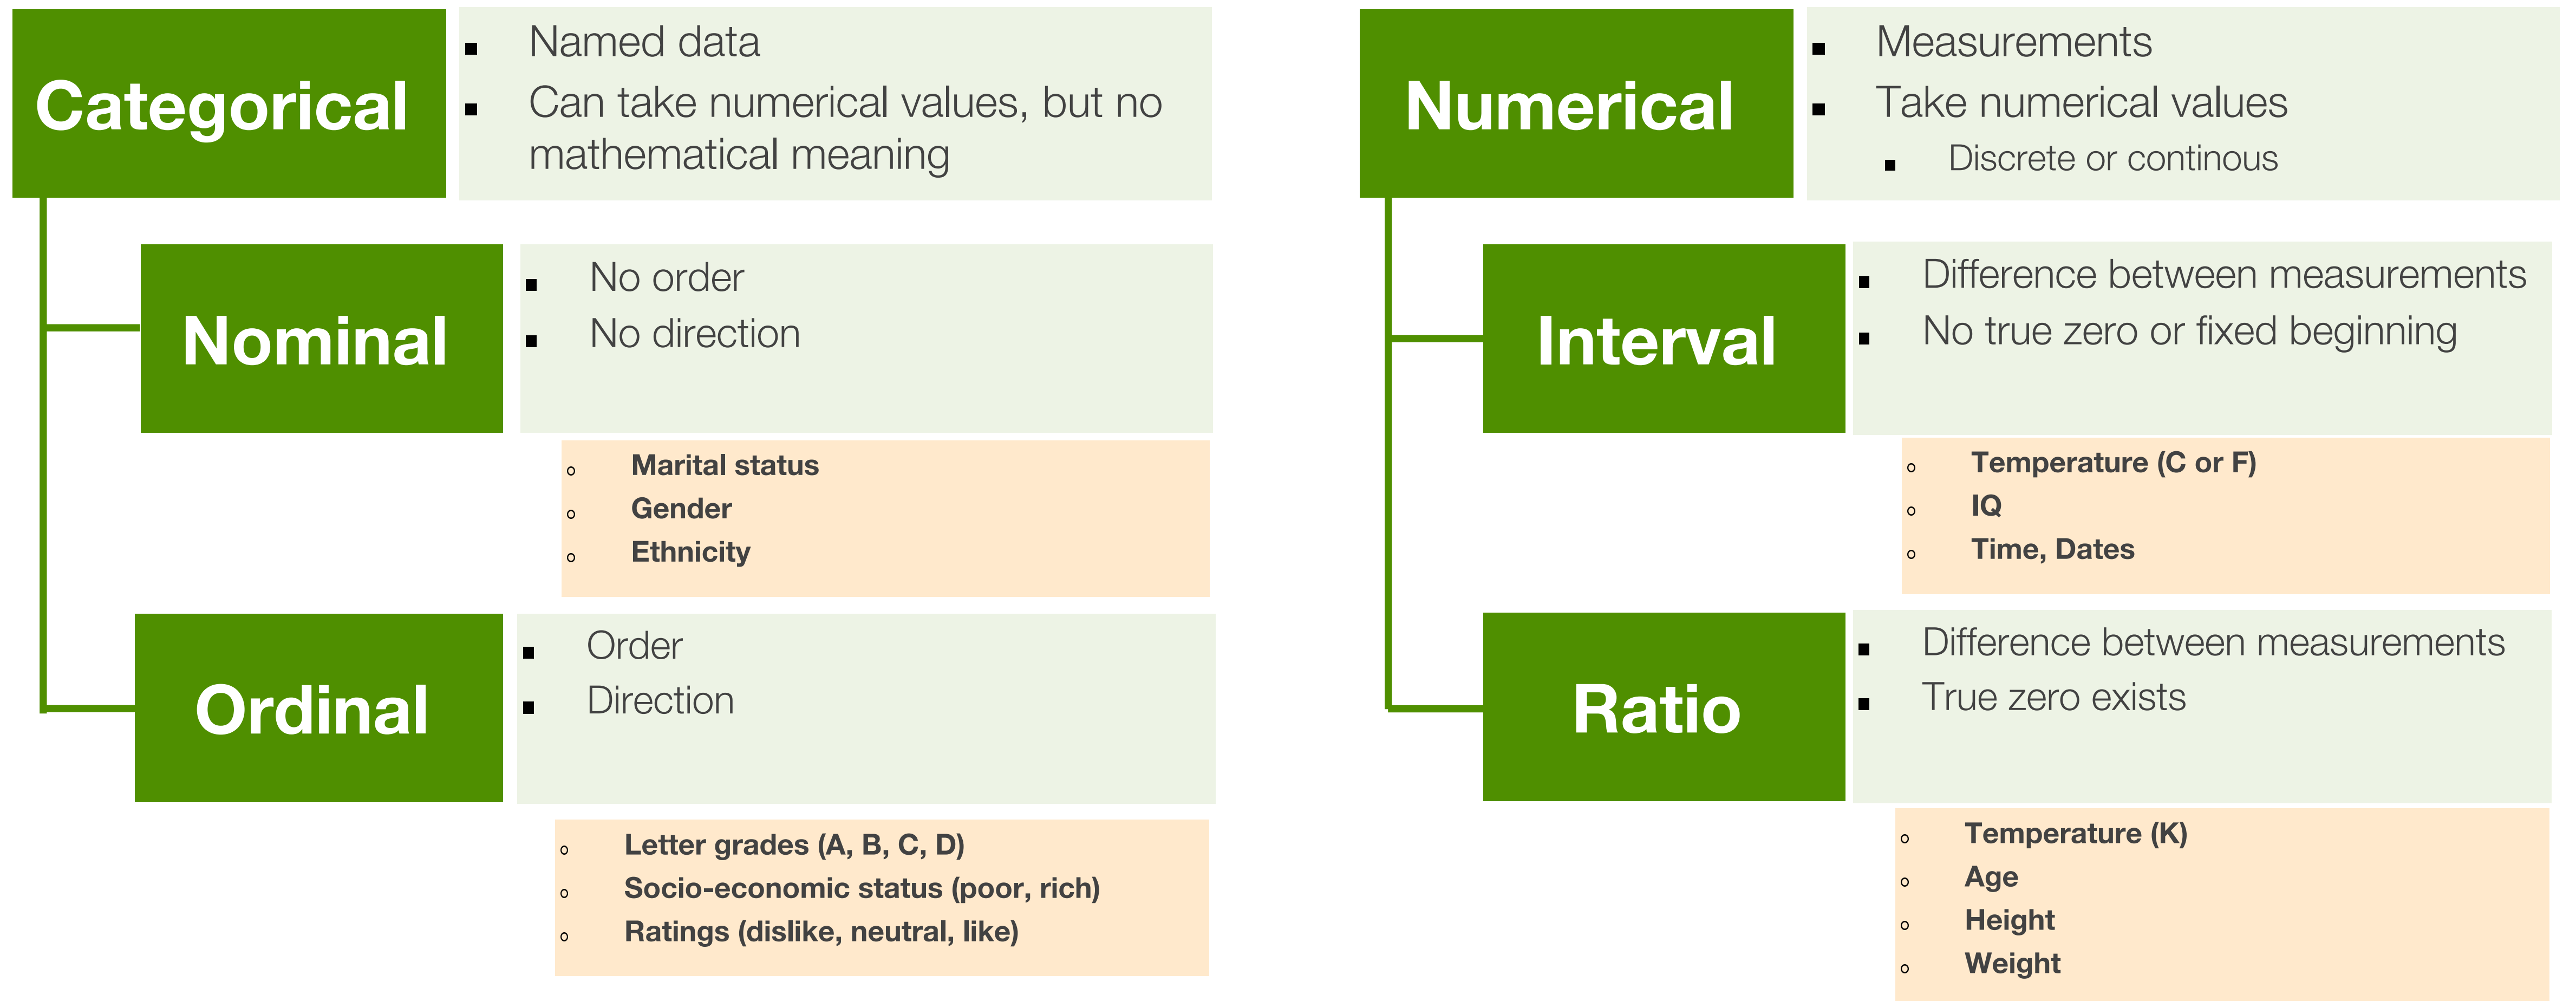 Categorical
Named data
Can take numerical values, but no
mathematical meaning
Nominal
No order
No direction
Marital status
Gender
Ethnicity
Ordinal
Order
Direction
Letter grades (A, B, C, D)
Socio-economic status (poor, rich)
Ratings (dislike, neutral, like)
Numerical
Measurements
Take numerical values
Discrete or continous
Interval
Difference between measurements
No true zero or fixed beginning
Temperature (C or F)
IQ
Time, Dates
Ratio
Difference between measurements
True zero exists
Temperature (K)
Age
Height
Weight